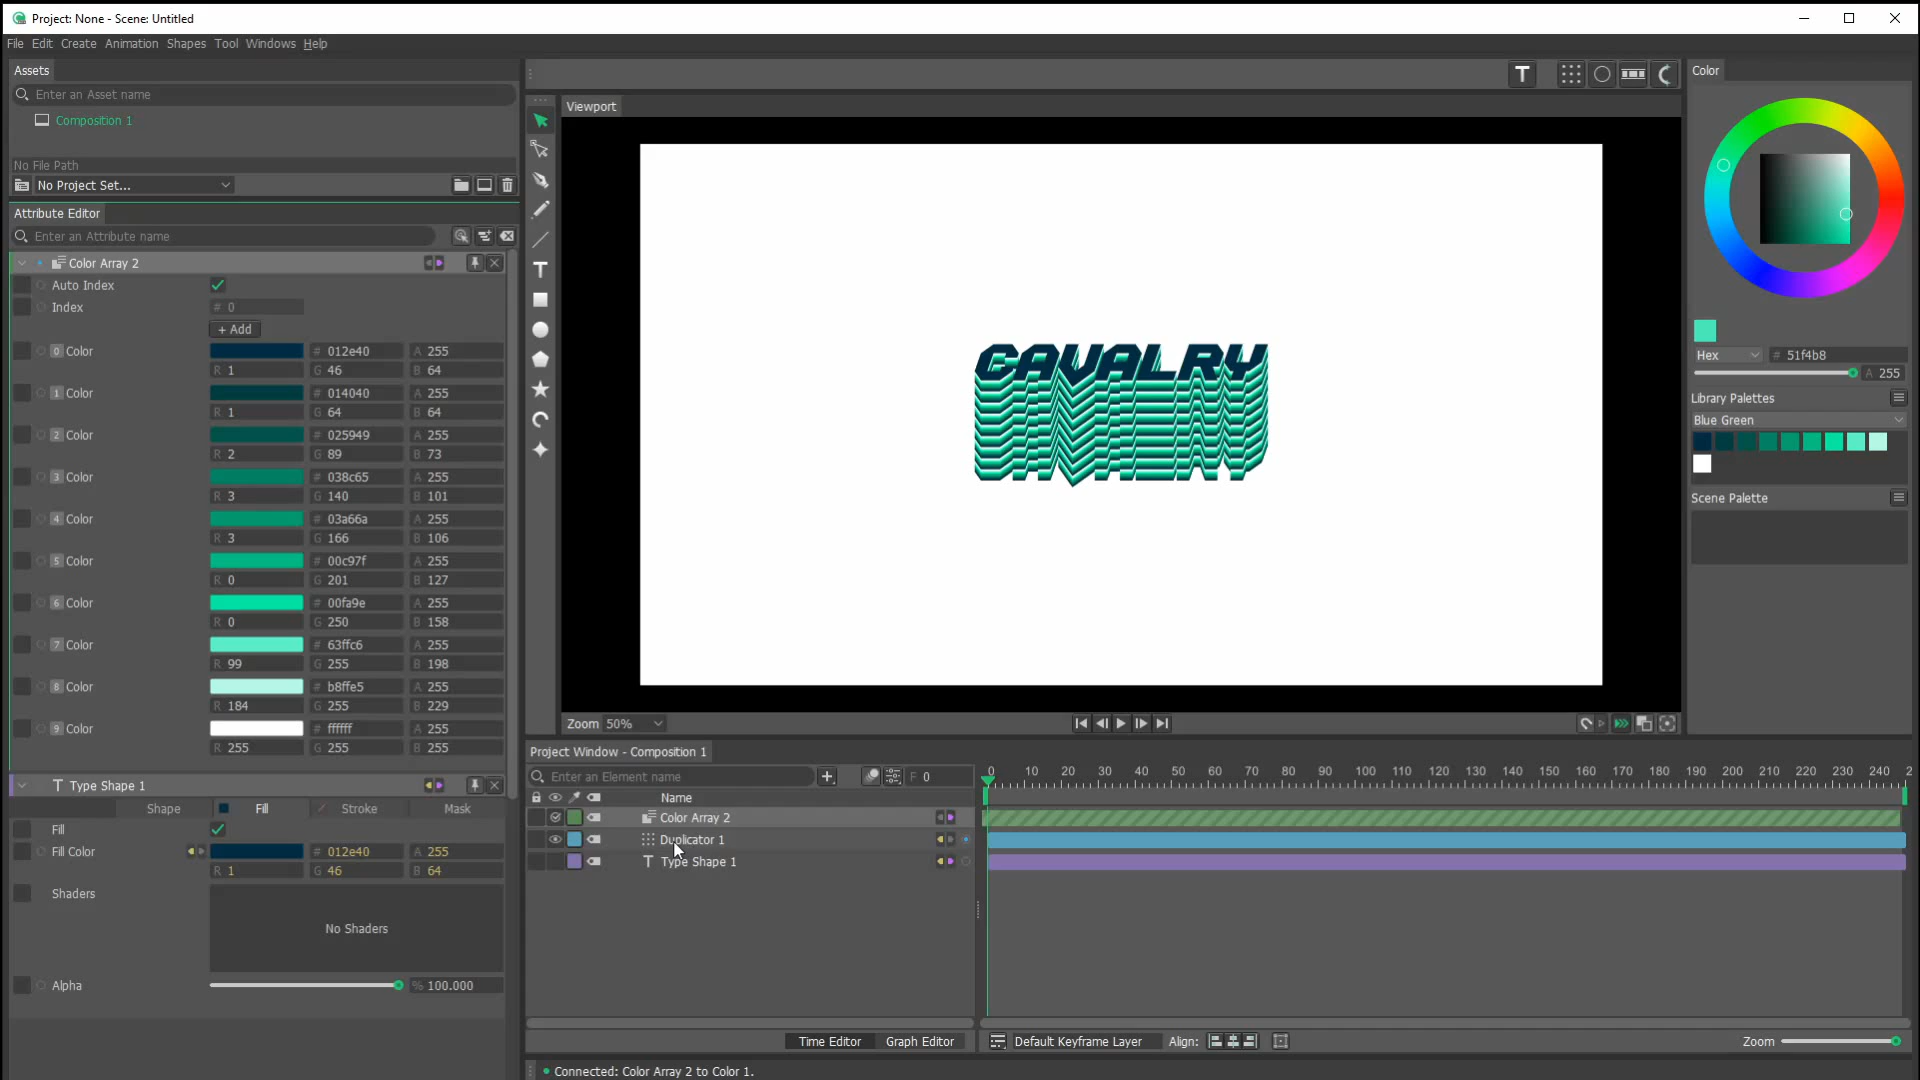 Project: None - Scene: Untitled
File Edit Create Animation Shapes Tool Windows Help
Assets
Enter an Asset name
Composition 1
No File Path
No Project Set...
Attribute Editor
Enter an Attribute name
Color Array 2
Auto Index
Index # 0
+ Add
0 Color # 012e40 A 255
R 1 G 46 B 64
1 Color # 014040 A 255
R 1 G 64 B 64
2 Color # 025949 A 255
R 2 G 89 B 73
3 Color # 038c65 A 255
R 3 G 140 B 101
4 Color # 03a66a A 255
R 3 G 166 B 106
5 Color # 00c97f A 255
R 0 G 201 B 127
6 Color # 00fa9e A 255
R 0 G 250 B 158
7 Color # 63ffc6 A 255
R 99 G 255 B 198
8 Color # b8ffe5 A 255
R 184 G 255 B 229
9 Color # ffffff A 255
R 255 G 255 B 255
T Type Shape 1
Shape Fill Stroke Mask
Fill
Fill Color # 012e40 A 255
R 1 G 46 B 64
Shaders
No Shaders
Alpha % 100.000
T
Viewport
T
CAVALRY
Zoom 50%
Color
Hex # 51f4b8
A 255
Library Palettes
Blue Green
Scene Palette
Project Window - Composition 1
Enter an Element name F 0
0 10 20 30 40 50 60 70 80 90 100 110 120 130 140 150 160 170 180 190 200 210 220 230 240 2
Name
Color Array 2
Duplicator 1
T Type Shape 1
Time Editor Graph Editor
Default Keyframe Layer Align: Zoom
Connected: Color Array 2 to Color 1.